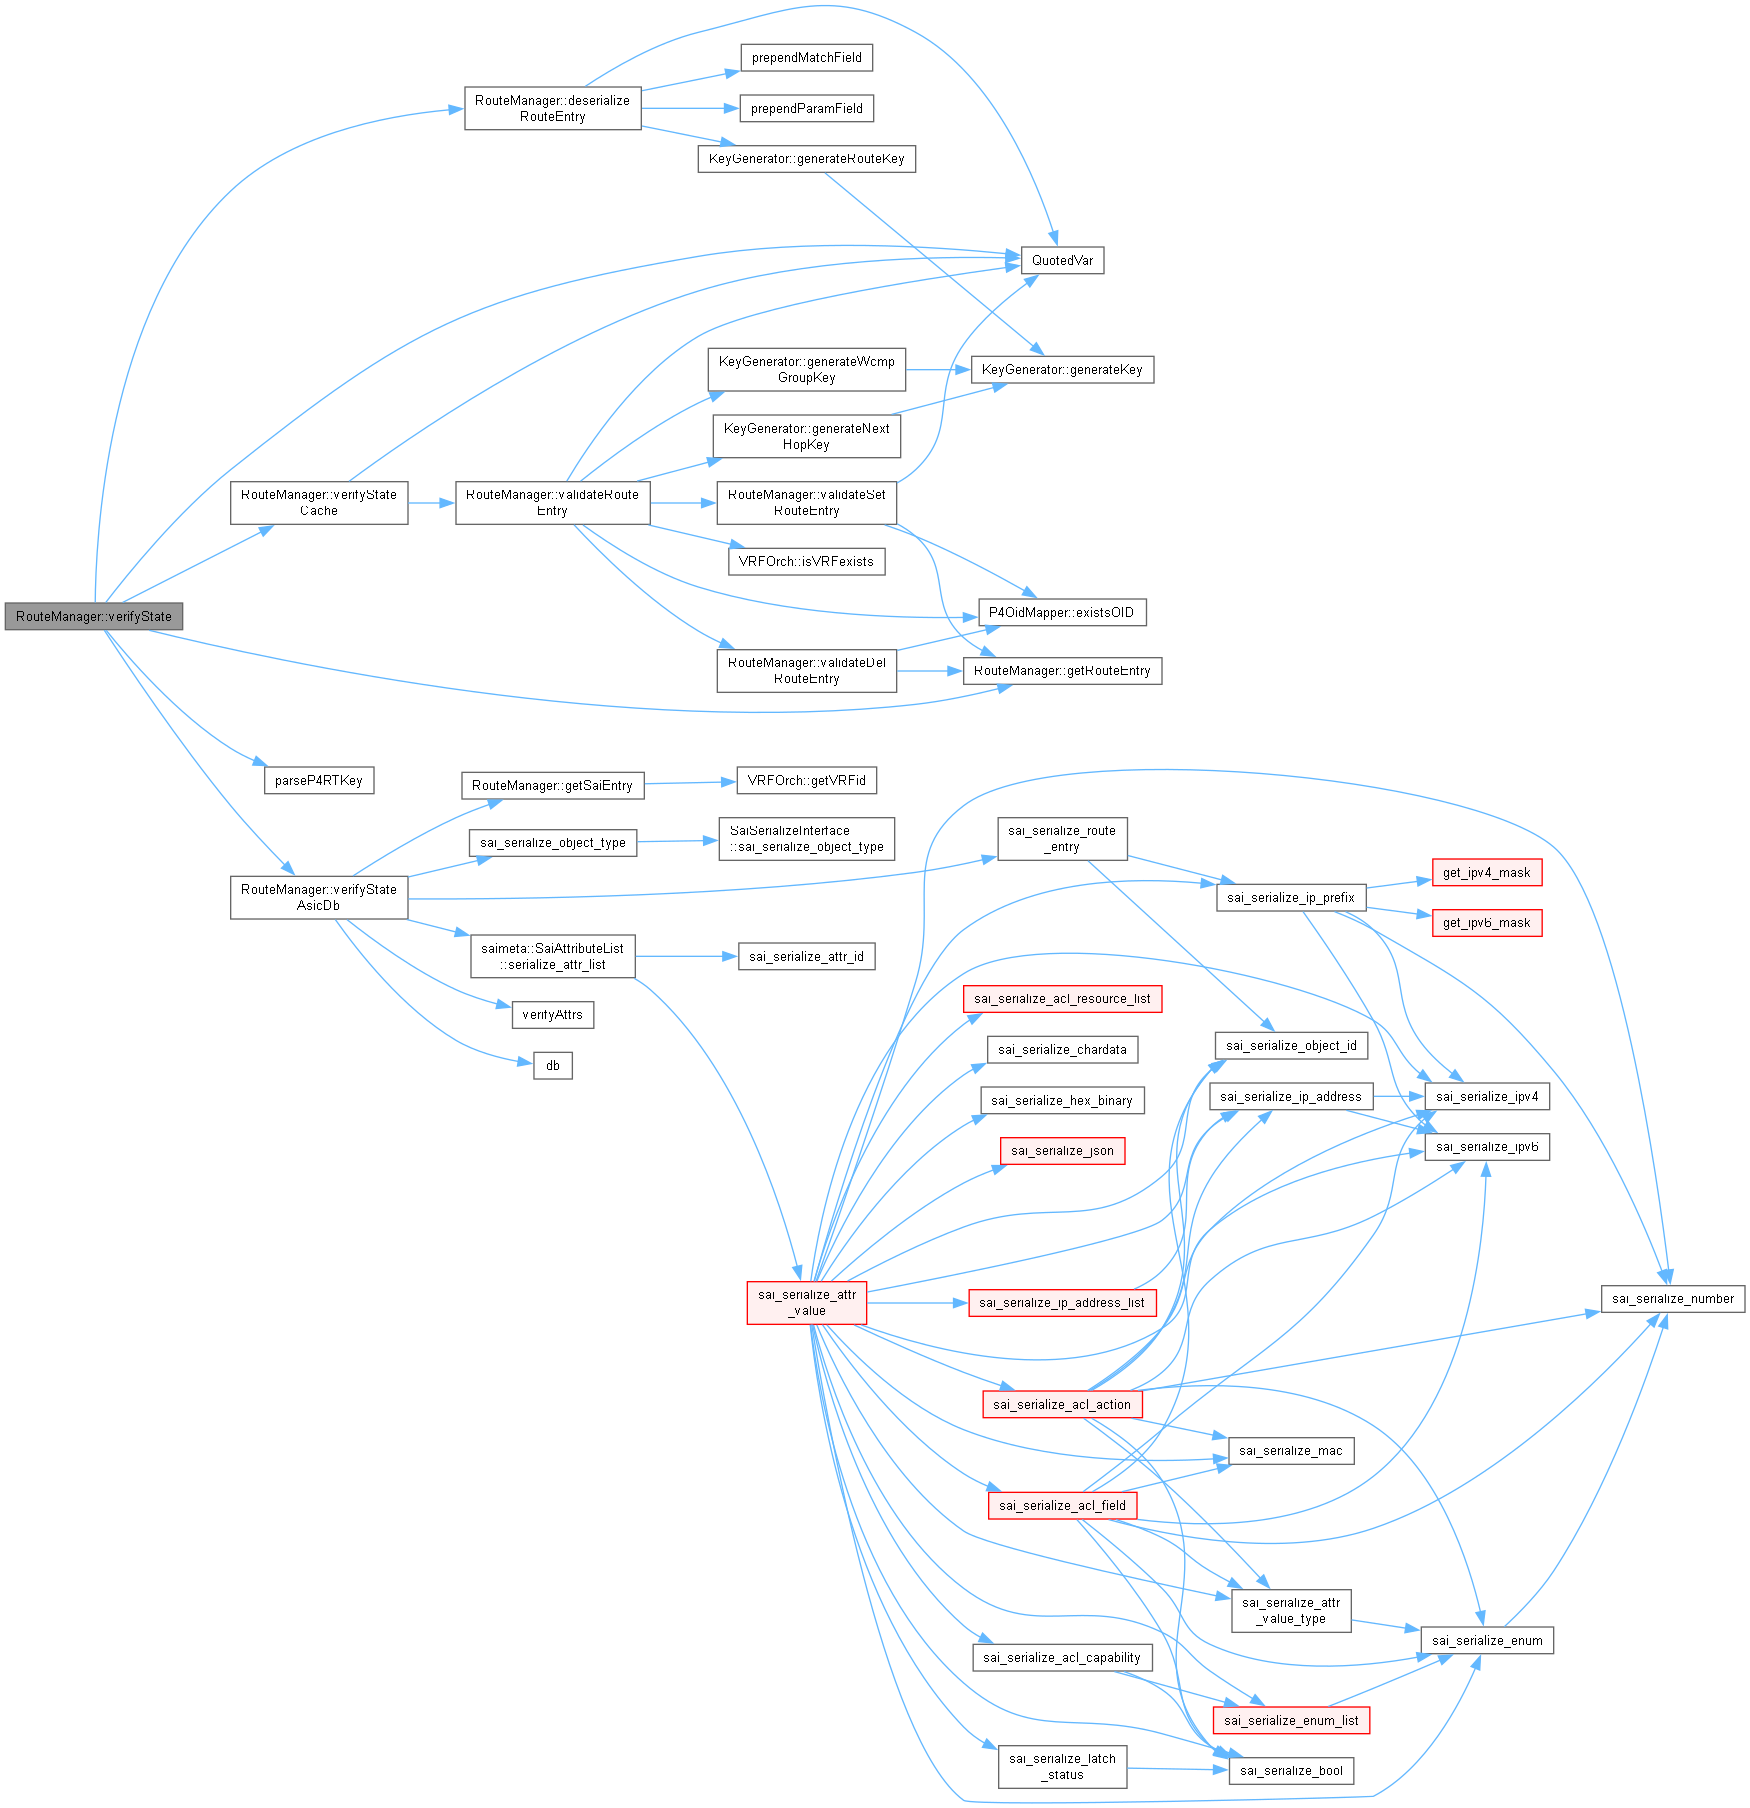 prependMatchField
RouteManager::deserialize
RouteEntry
prependParamField
KeyGenerator::generateRouteKey
QuotedVar
KeyGenerator::generateWcmp
GroupKey
KeyGenerator::generateKey
KeyGenerator::generateNext
HopKey
RouteManager::verifyState
Cache
RouteManager::validateRoute
Entry
RouteManager::validateSet
RouteEntry
VRFOrch::isVRFexists
RouteManager::verifyState
P4OidMapper::existsOID
RouteManager::validateDel
RouteEntry
RouteManager::getRouteEntry
parseP4RTKey
RouteManager::getSaiEntry
VRFOrch::getVRFid
sai_serialize_object_type
SaiSerializeInterface
::sai_serialize_object_type
sai_serialize_route
_entry
RouteManager::verifyState
AsicDb
get_ipv4_mask
sai_serialize_ip_prefix
get_ipv6_mask
saimeta::SaiAttributeList
::serialize_attr_list
sai_serialize_attr_id
sai_serialize_acl_resource_list
verifyAttrs
sai_serialize_chardata
sai_serialize_object_id
db
sai_serialize_hex_binary
sai_serialize_ip_address
sai_serialize_ipv4
sai_serialize_json
sai_serialize_ipv6
sai_serialize_attr
_value
sai_serialize_ip_address_list
sai_serialize_number
sai_serialize_acl_action
sai_serialize_mac
sai_serialize_acl_field
sai_serialize_attr
_value_type
sai_serialize_enum
sai_serialize_acl_capability
sai_serialize_enum_list
sai_serialize_latch
_status
sai_serialize_bool